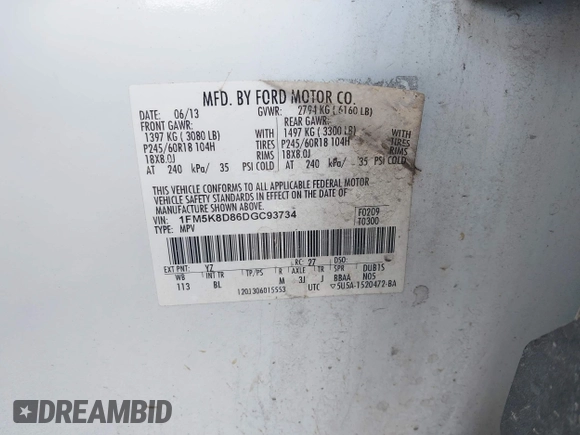 MFD. BY FORD MOTOR CO.
DATE: 06/13 GVWR: 2794 KG ( 6160 LB)
FRONT GAWR: REAR GAWR:
1397 KG ( 3080 LB) WITH 1497 KG ( 3300 LB) WITH
P245/60R18 104H TIRES P245/60R18 104H TIRES
18X8.0J RIMS 18X8.0J RIMS
AT 240 kPa/ 35 PSI COLD AT 240 kPa/ 35 PSI COLD
THIS VEHICLE CONFORMS TO ALL APPLICABLE FEDERAL MOTOR
VEHICLE SAFETY STANDARDS IN EFFECT ON THE DATE OF
MANUFACTURE SHOWN ABOVE.
VIN: 1FM5K8D86DGC93734 F0209
TYPE: MPV T0300
EXT PNT: YZ RC: 27 DSO:
WB INT TR TP/PS R AXLE TR SPR DUB15
113 BL M 3J J BBAA N05
120J306015553 UTC 5USA-1520472-BA
DREAMBID